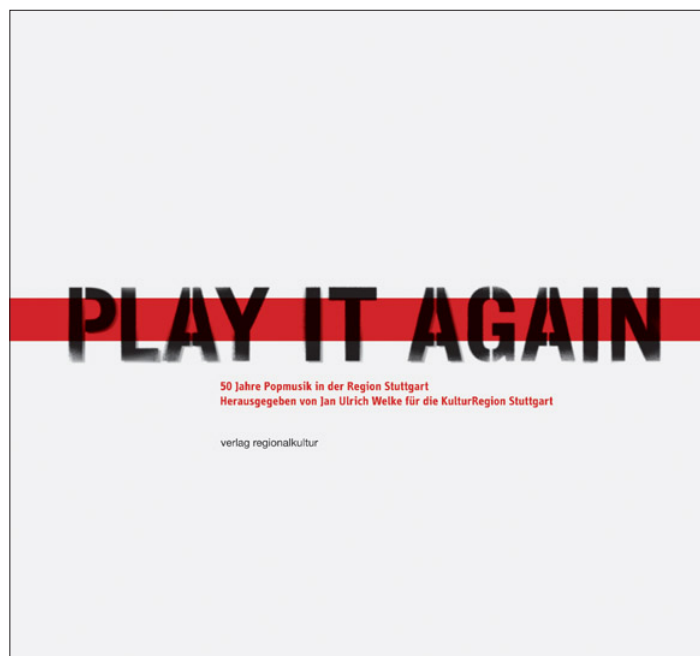 PLAY IT AGAIN
50 Jahre Popmusik in der Region Stuttgart
Herausgegeben von Jan Ulrich Welke für die KulturRegion Stuttgart
verlag regionalkultur